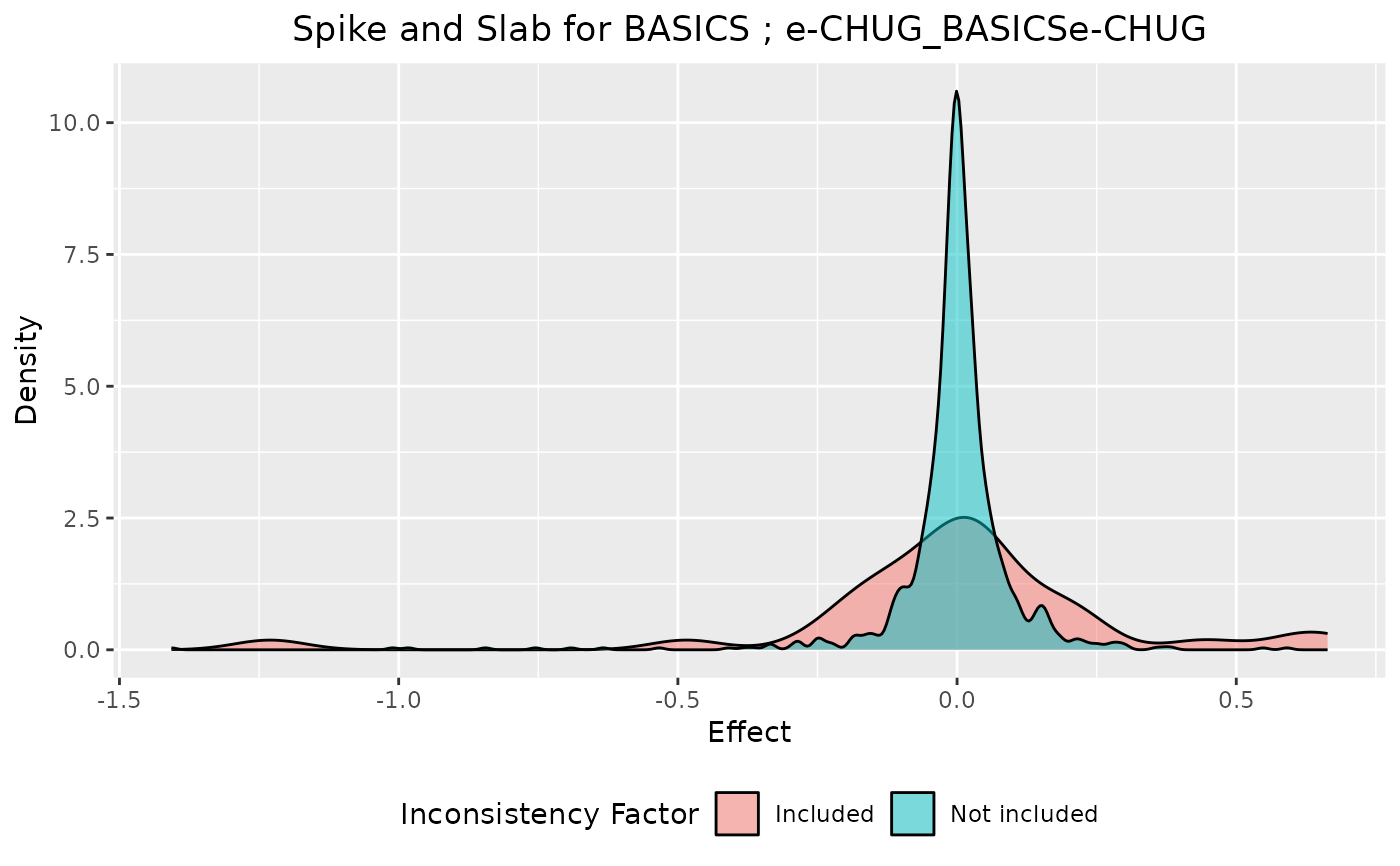 Spike and Slab for BASICS ; e-CHUG_BASICSe-CHUG
Density
10.0
7.5
5.0
2.5
0.0
-1.5 -1.0 -0.5 0.0 0.5
Effect
Inconsistency Factor Included Not included